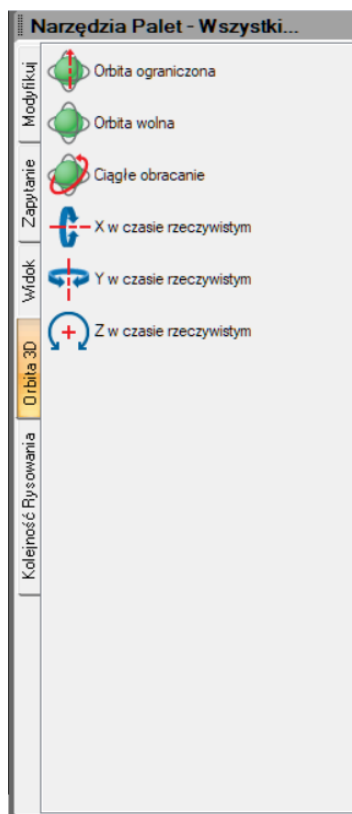 Narzędzia Palet - Wszystki...
Modyfikuj
Zapytanie
Widok
Orbita 3D
Kolejność Rysowania
Orbita ograniczona
Orbita wolna
Ciągłe obracanie
X w czasie rzeczywistym
Y w czasie rzeczywistym
Z w czasie rzeczywistym